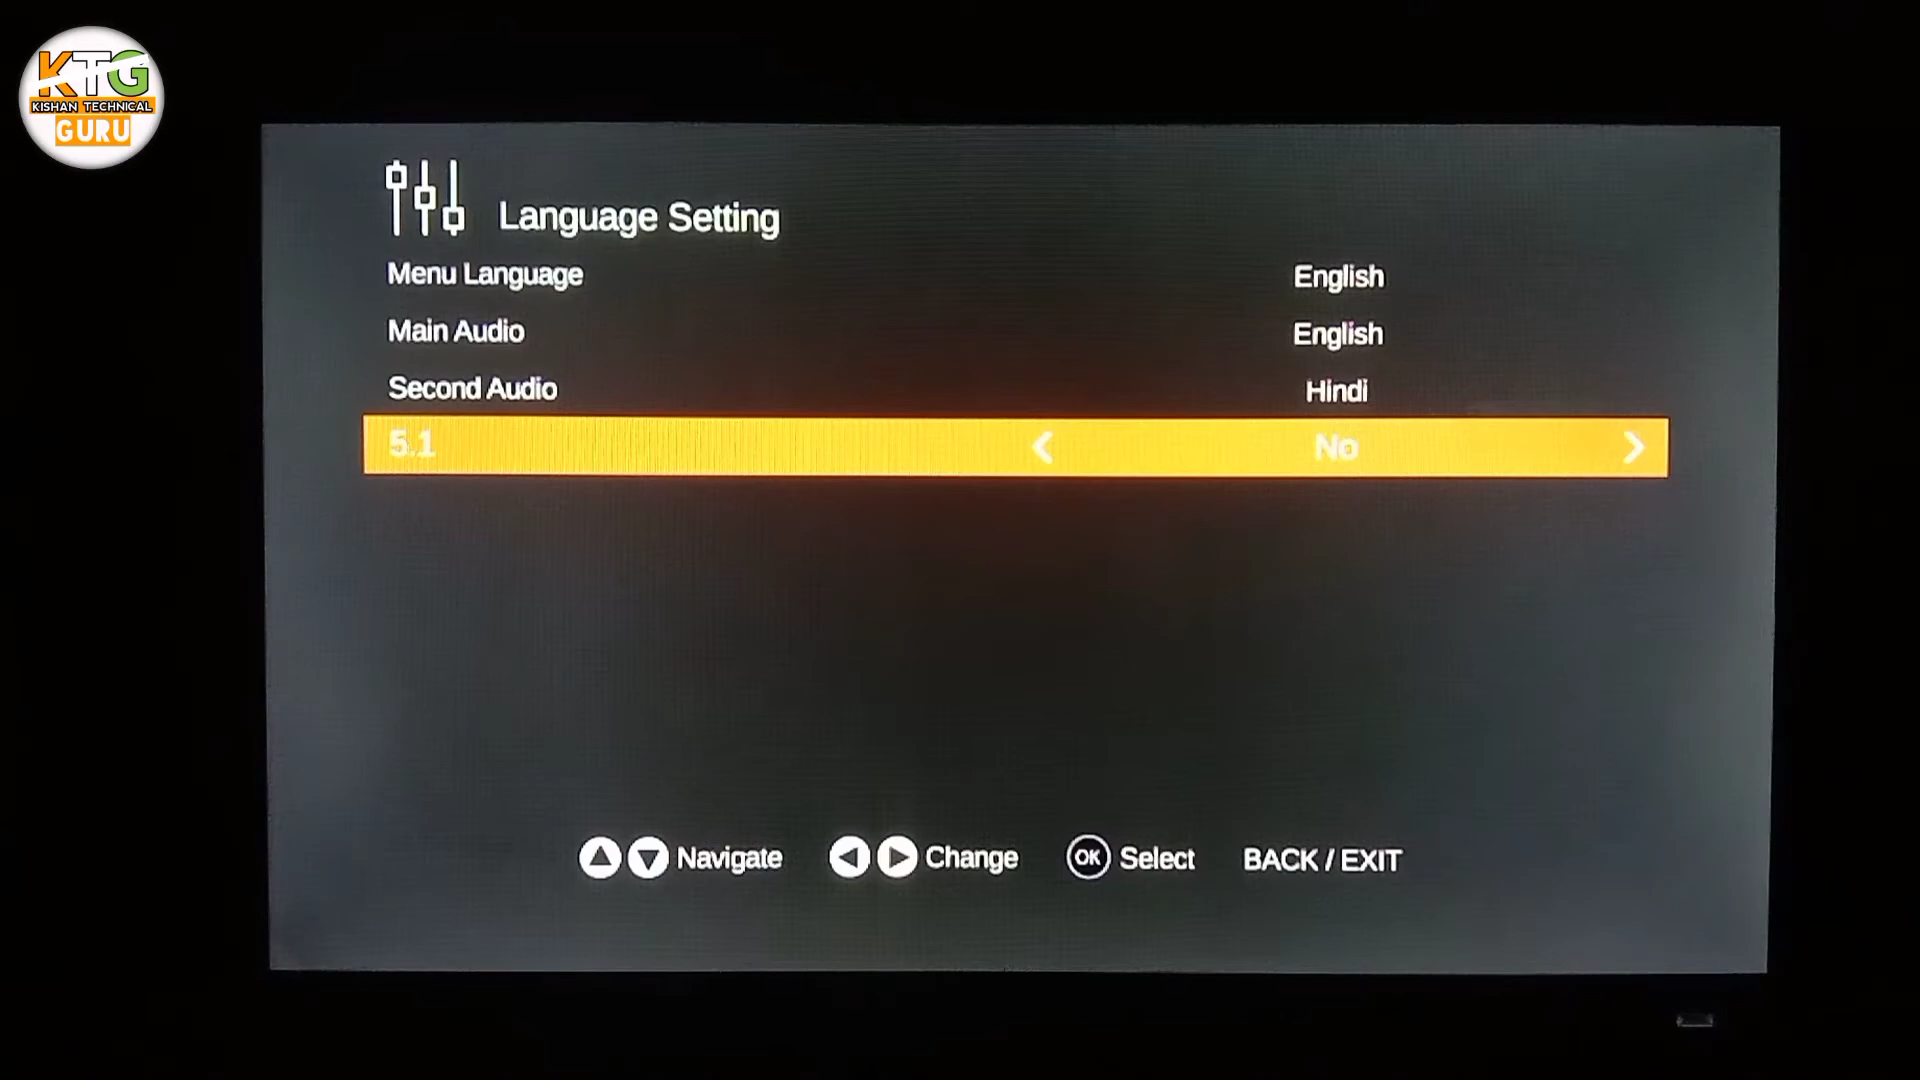 KTG
KISHAN TECHNICAL
GURU
Language Setting
Menu Language English
Main Audio English
Second Audio Hindi
5.1 No
Navigate Change OK Select BACK / EXIT